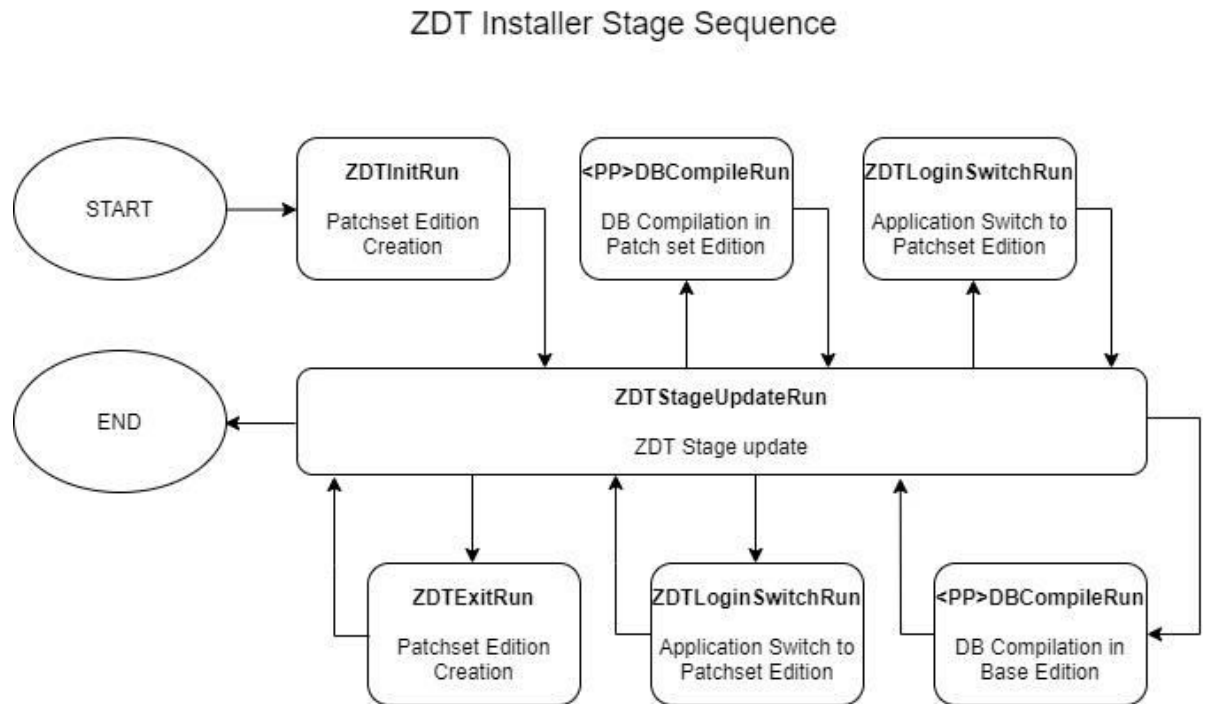 ZDT Installer Stage Sequence
START
ZDTInitRun
Patchset Edition
Creation
<PP>DBCompileRun
DB Compilation in
Patch set Edition
ZDTLoginSwitchRun
Application Switch to
Patchset Edition
END
ZDTStageUpdateRun
ZDT Stage update
ZDTExitRun
Patchset Edition
Creation
ZDTLoginSwitchRun
Application Switch to
Patchset Edition
<PP>DBCompileRun
DB Compilation in
Base Edition